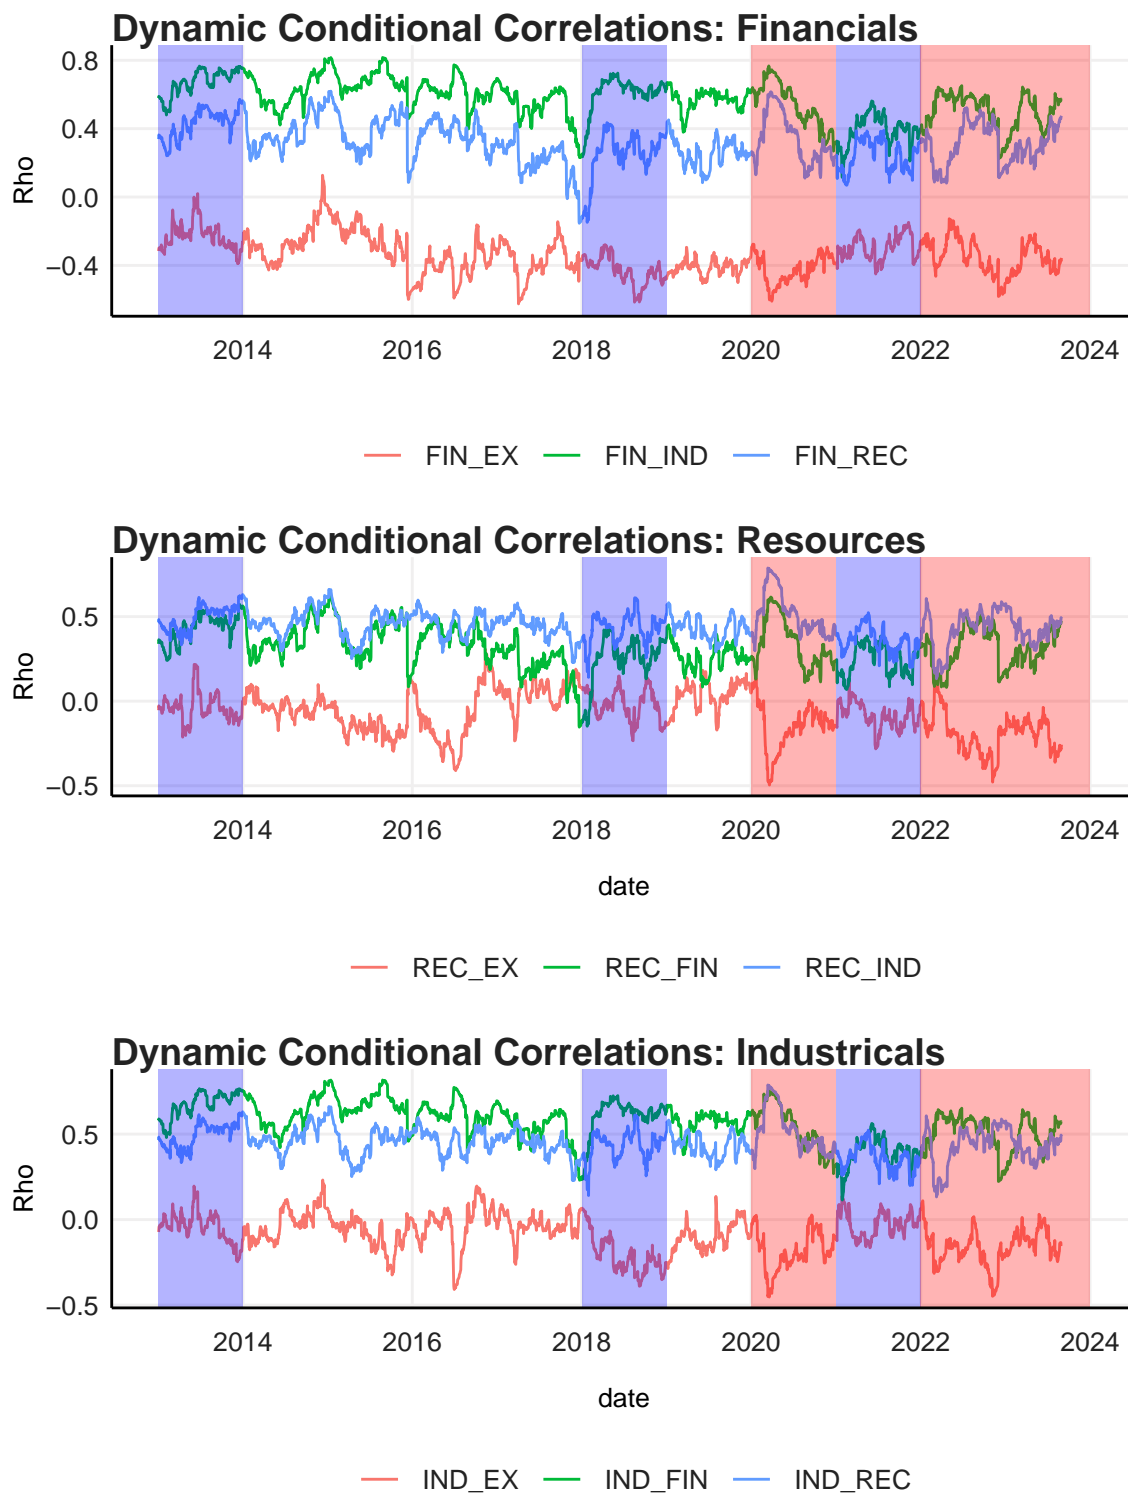 Dynamic Conditional Correlations: Financials
0.8
0.4
0.0
−0.4
Rho
2014 2016 2018 2020 2022 2024
FIN_EX FIN_IND FIN_REC
Dynamic Conditional Correlations: Resources
0.5
0.0
−0.5
Rho
2014 2016 2018 2020 2022 2024
date
REC_EX REC_FIN REC_IND
Dynamic Conditional Correlations: Industricals
0.5
0.0
−0.5
Rho
2014 2016 2018 2020 2022 2024
date
IND_EX IND_FIN IND_REC